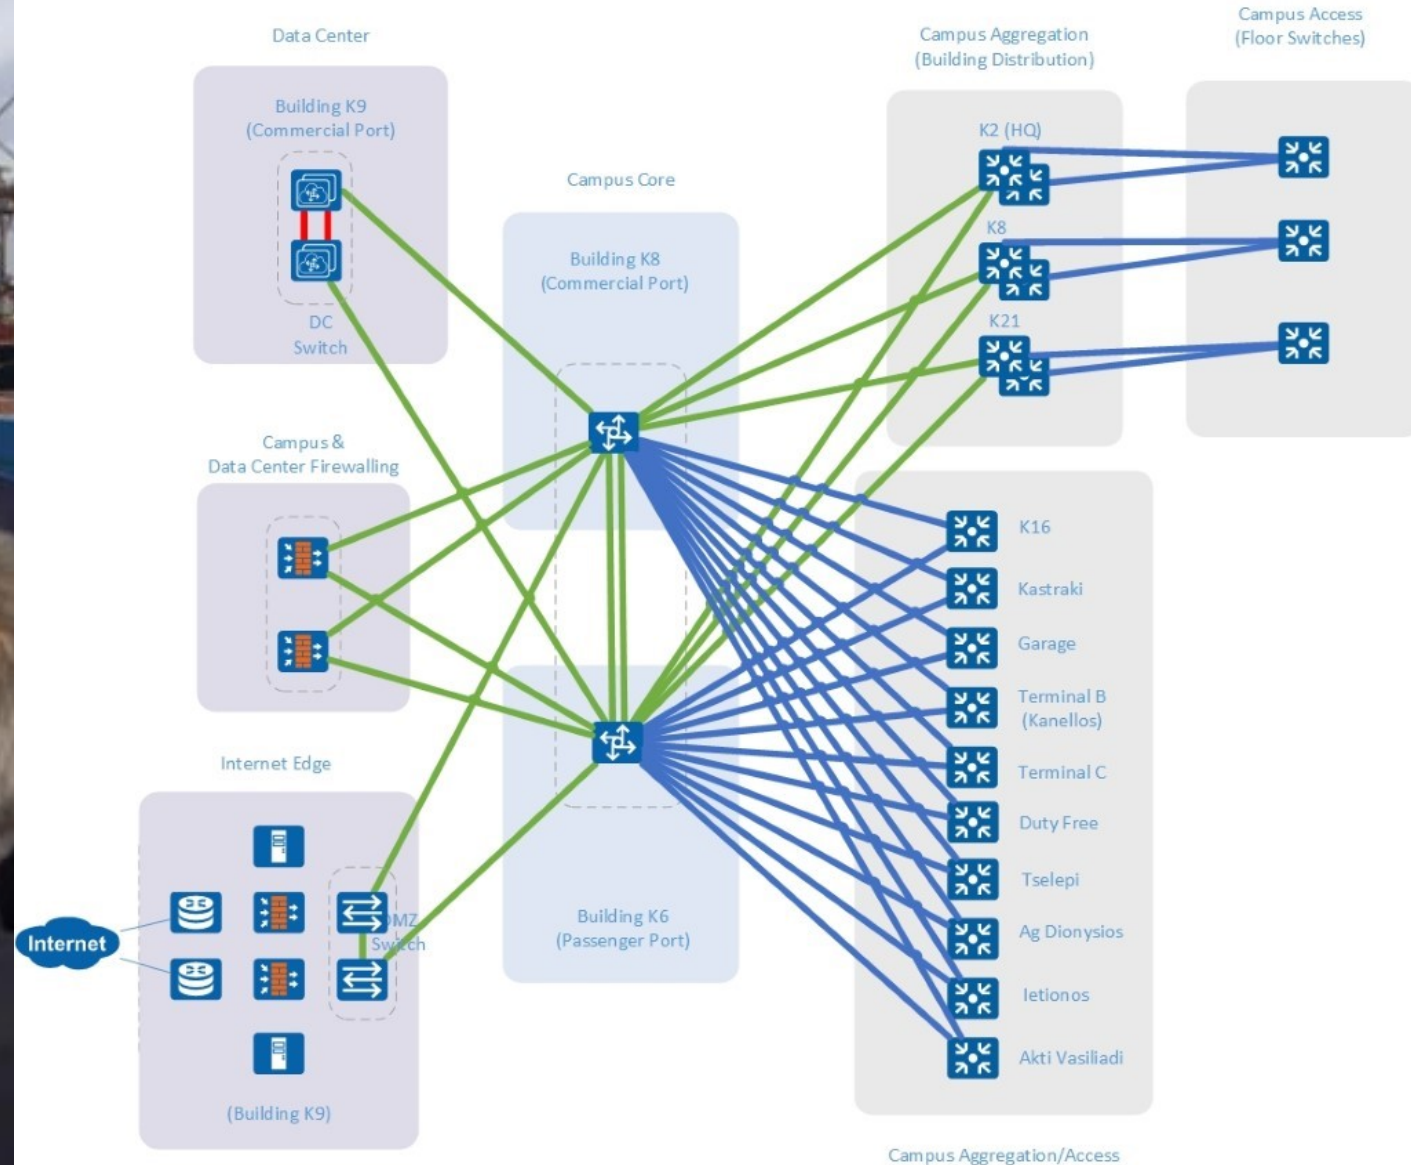 Data Center
Building K9
(Commercial Port)
DC
Switch
Campus &
Data Center Firewalling
Internet Edge
Internet
DMZ
Switch
(Building K9)
Campus Core
Building K8
(Commercial Port)
Building K6
(Passenger Port)
Campus Aggregation
(Building Distribution)
K2 (HQ)
K8
K21
Campus Access
(Floor Switches)
K16
Kastraki
Garage
Terminal B
(Kanellos)
Terminal C
Duty Free
Tselepi
Ag Dionysios
Ietionos
Akti Vasiliadi
Campus Aggregation/Access